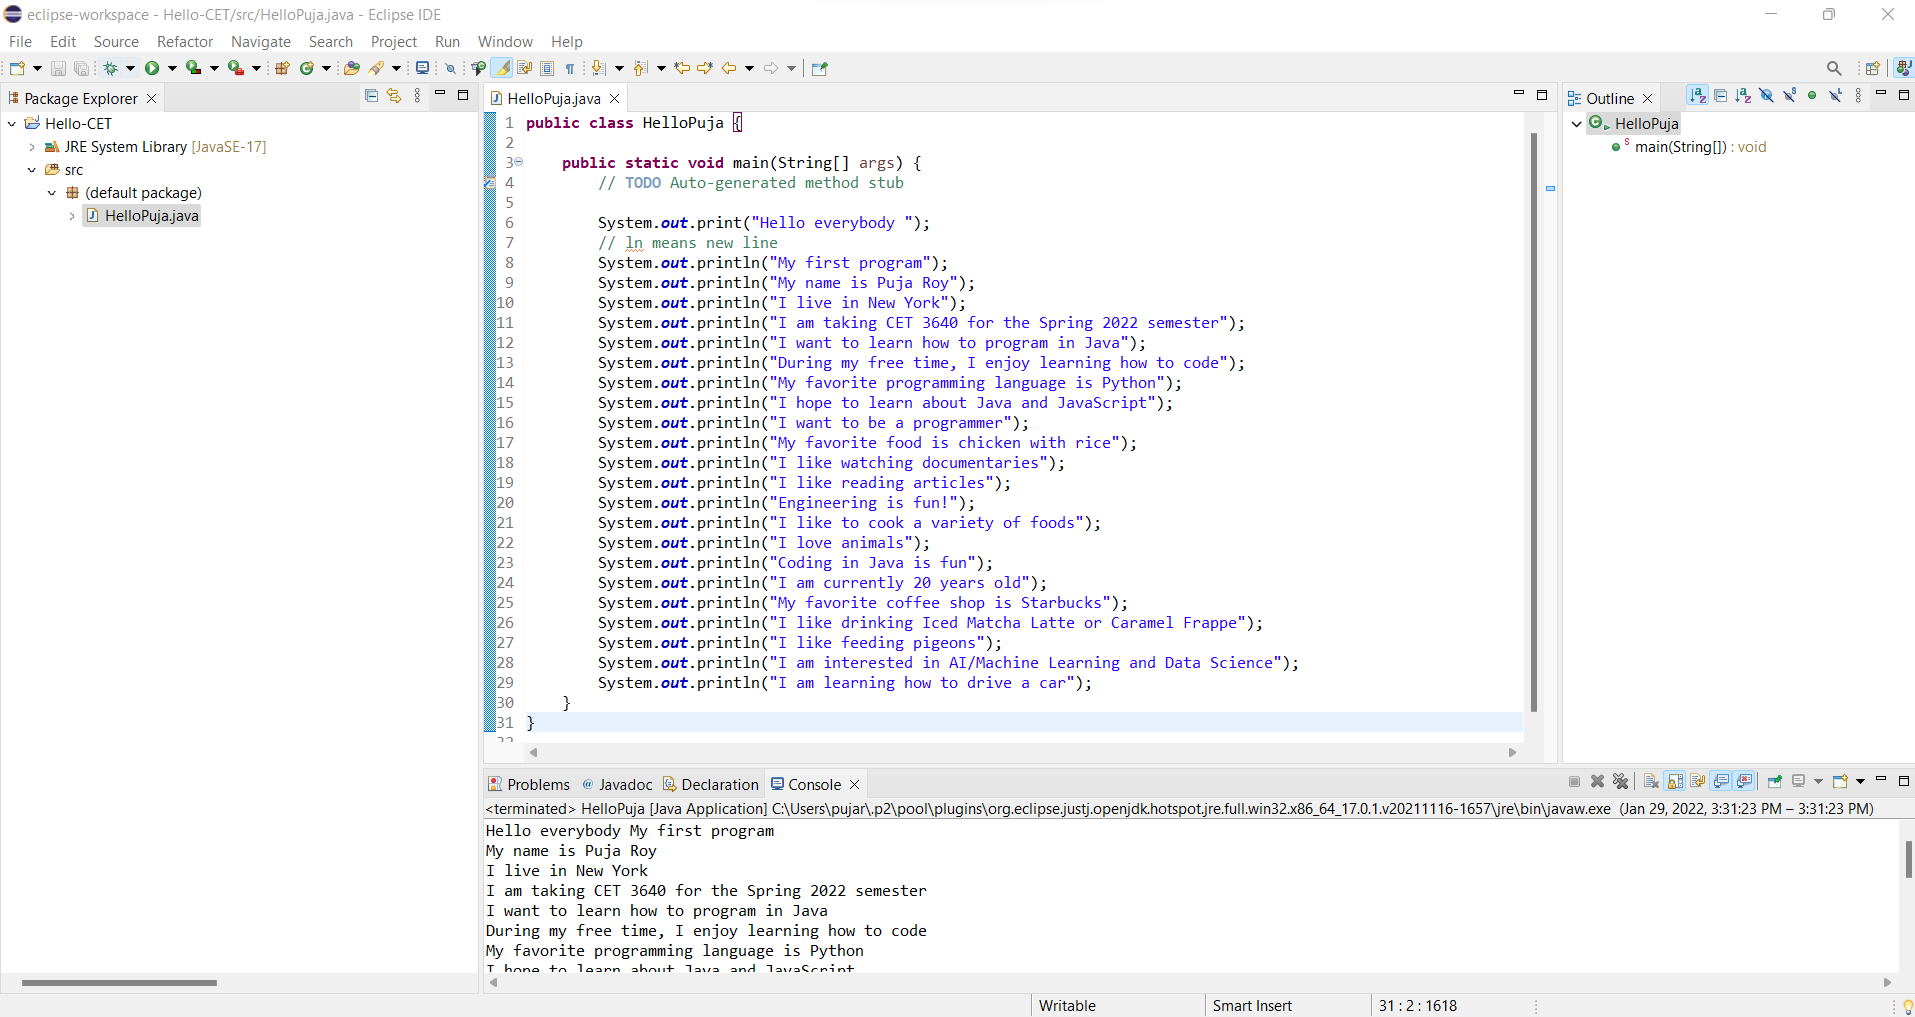 eclipse-workspace - Hello-CET/src/HelloPuja.java - Eclipse IDE
File Edit Source Refactor Navigate Search Project Run Window Help
Package Explorer
Hello-CET
JRE System Library [JavaSE-17]
src
(default package)
HelloPuja.java
HelloPuja.java
1 public class HelloPuja {
2
3     public static void main(String[] args) {
4         // TODO Auto-generated method stub
5
6         System.out.print("Hello everybody ");
7         // ln means new line
8         System.out.println("My first program");
9         System.out.println("My name is Puja Roy");
10         System.out.println("I live in New York");
11         System.out.println("I am taking CET 3640 for the Spring 2022 semester");
12         System.out.println("I want to learn how to program in Java");
13         System.out.println("During my free time, I enjoy learning how to code");
14         System.out.println("My favorite programming language is Python");
15         System.out.println("I hope to learn about Java and JavaScript");
16         System.out.println("I want to be a programmer");
17         System.out.println("My favorite food is chicken with rice");
18         System.out.println("I like watching documentaries");
19         System.out.println("I like reading articles");
20         System.out.println("Engineering is fun!");
21         System.out.println("I like to cook a variety of foods");
22         System.out.println("I love animals");
23         System.out.println("Coding in Java is fun");
24         System.out.println("I am currently 20 years old");
25         System.out.println("My favorite coffee shop is Starbucks");
26         System.out.println("I like drinking Iced Matcha Latte or Caramel Frappe");
27         System.out.println("I like feeding pigeons");
28         System.out.println("I am interested in AI/Machine Learning and Data Science");
29         System.out.println("I am learning how to drive a car");
30     }
31 }
32
Outline
HelloPuja
main(String[]) : void
Problems @ Javadoc Declaration Console
<terminated> HelloPuja [Java Application] C:\Users\pujar\.p2\pool\plugins\org.eclipse.justj.openjdk.hotspot.jre.full.win32.x86_64_17.0.1.v20211116-1657\jre\bin\javaw.exe (Jan 29, 2022, 3:31:23 PM – 3:31:23 PM)
Hello everybody My first program
My name is Puja Roy
I live in New York
I am taking CET 3640 for the Spring 2022 semester
I want to learn how to program in Java
During my free time, I enjoy learning how to code
My favorite programming language is Python
I hope to learn about Java and JavaScript
Writable Smart Insert 31 : 2 : 1618